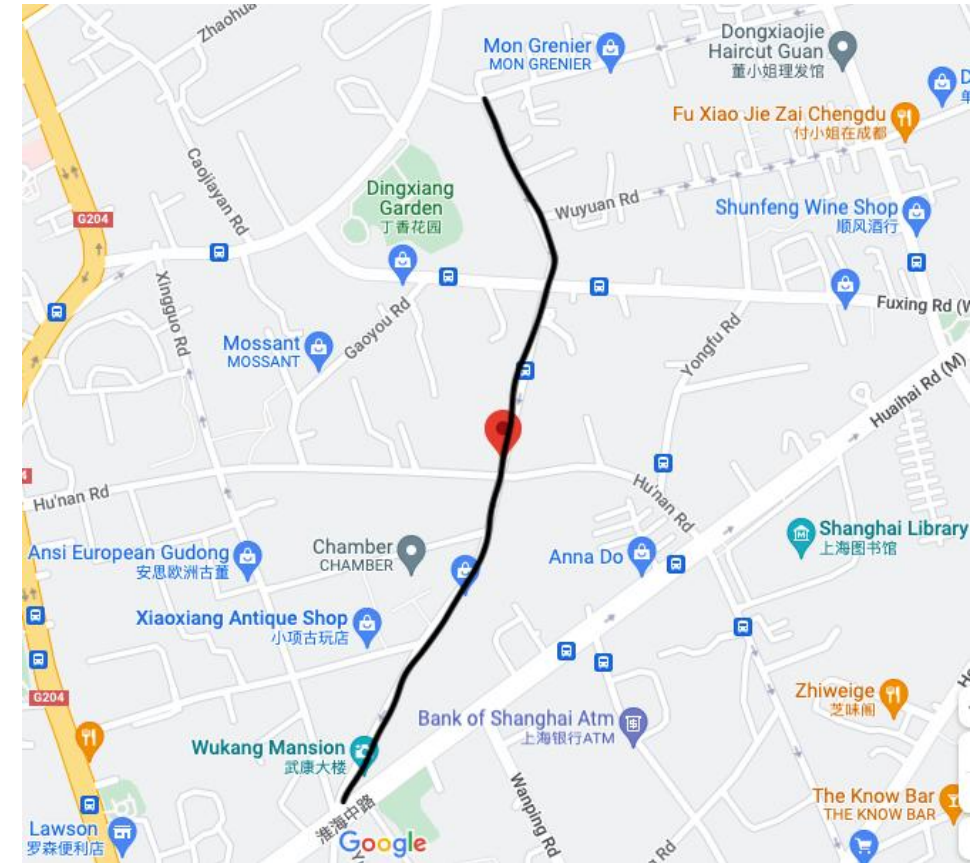 Zhaohua
Mon Grenier
MON GRENIER
Dongxiaojie
Haircut Guan
董小姐理发馆
Fu Xiao Jie Zai Chengdu
付小姐在成都
Caojiayan Rd
Dingxiang
Garden
丁香花园
Wuyuan Rd
Shunfeng Wine Shop
顺风酒行
G204
Xingguo Rd
Gaoyou Rd
Fuxing Rd (W
Mossant
MOSSANT
Yongfu Rd
Huaihai Rd (M)
Hu'nan Rd
Hu'nan Rd
Shanghai Library
上海图书馆
Ansi European Gudong
安思欧洲古董
Chamber
CHAMBER
Anna Do
Xiaoxiang Antique Shop
小项古玩店
G204
Zhiweige
芝味阁
Bank of Shanghai Atm
上海银行ATM
Wukang Mansion
武康大楼
Wanping Rd
The Know Bar
THE KNOW BAR
淮海中路
Google
Lawson
罗森便利店
Rd